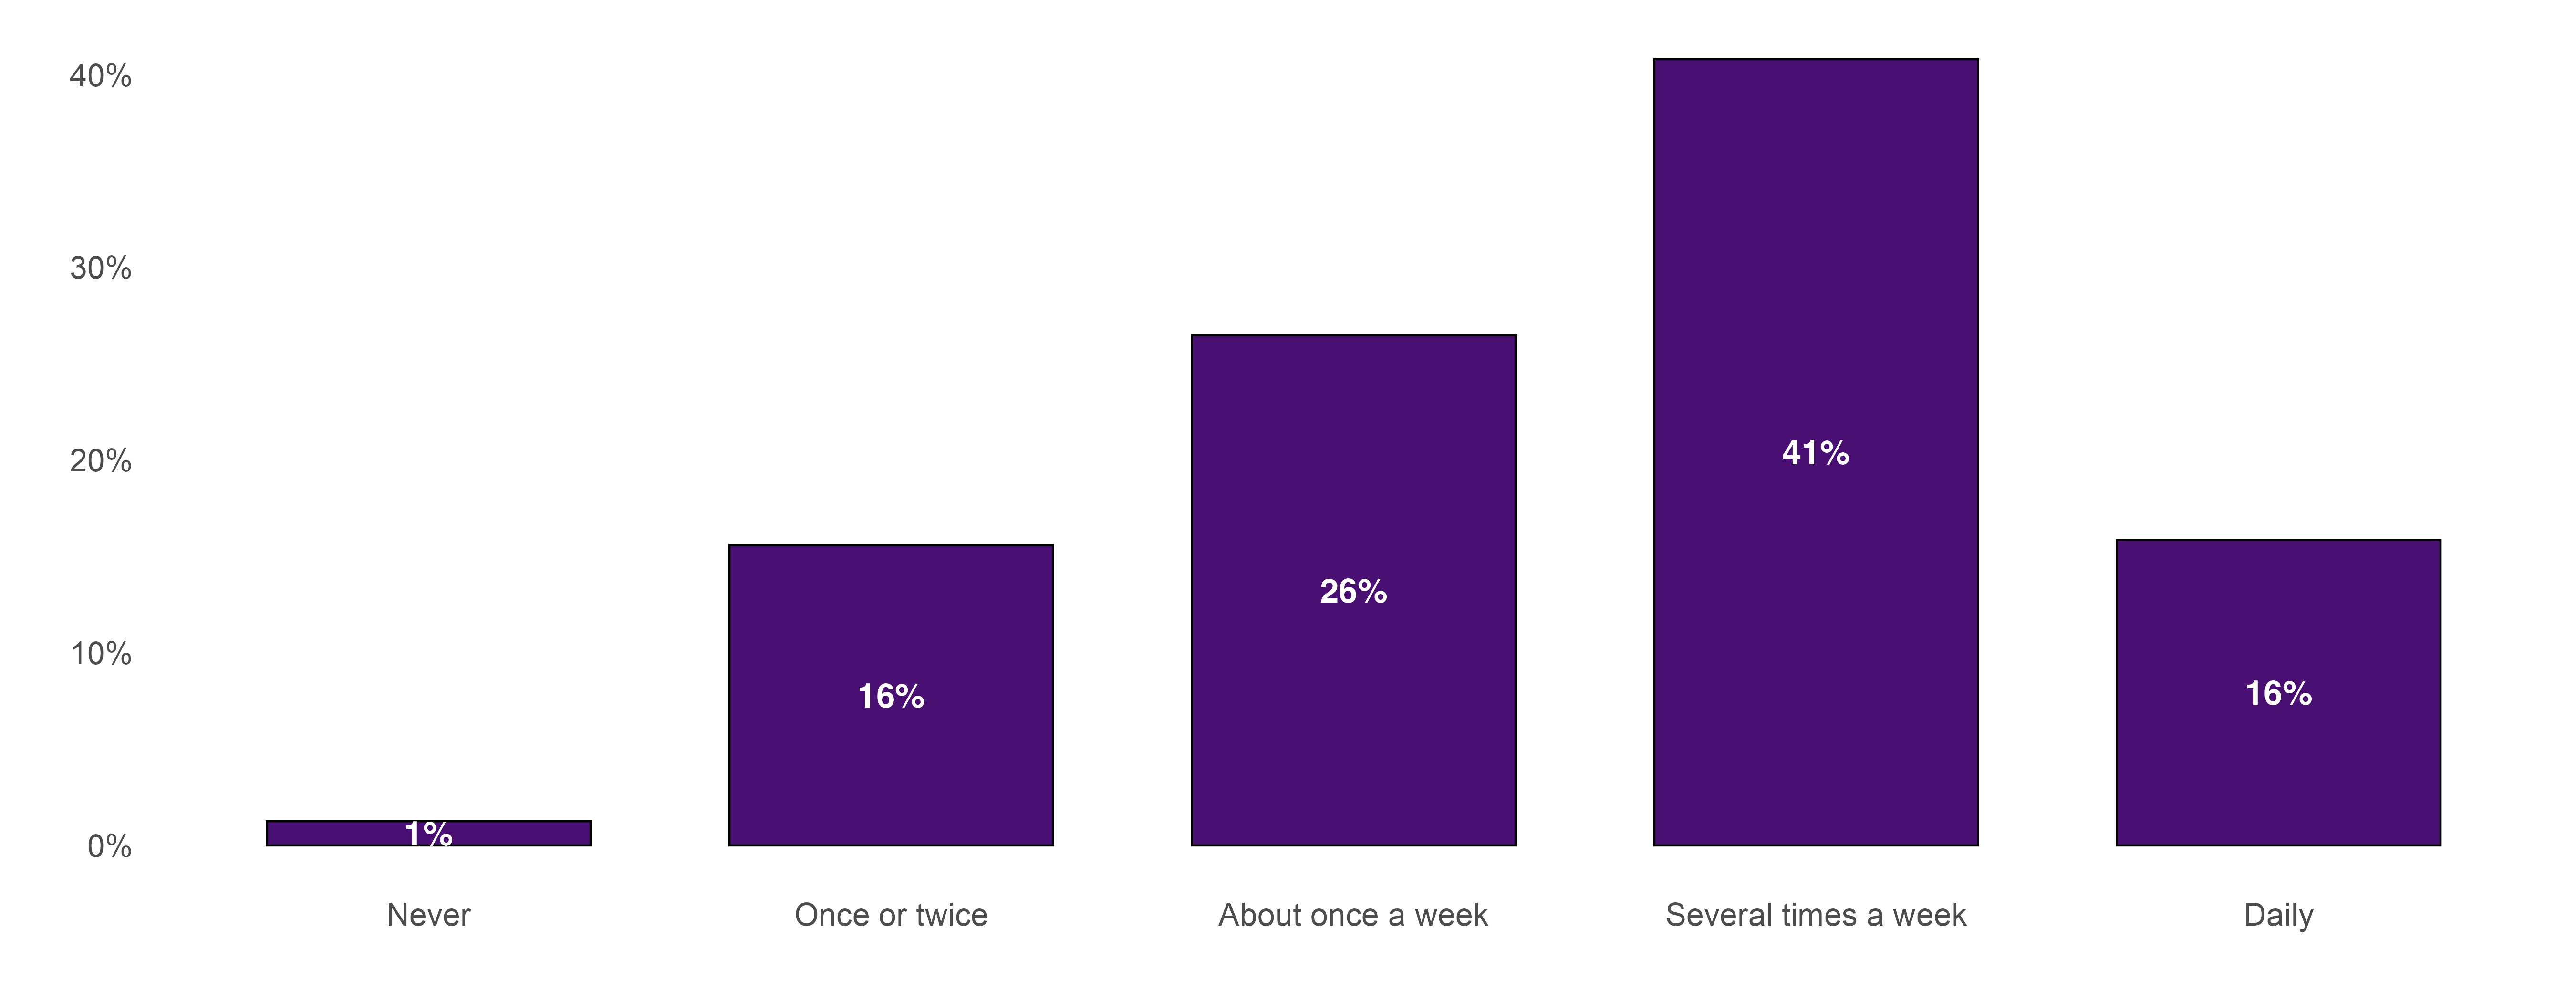 40%
30%
20%
10%
0%
1%
16%
26%
41%
16%
Never
Once or twice
About once a week
Several times a week
Daily